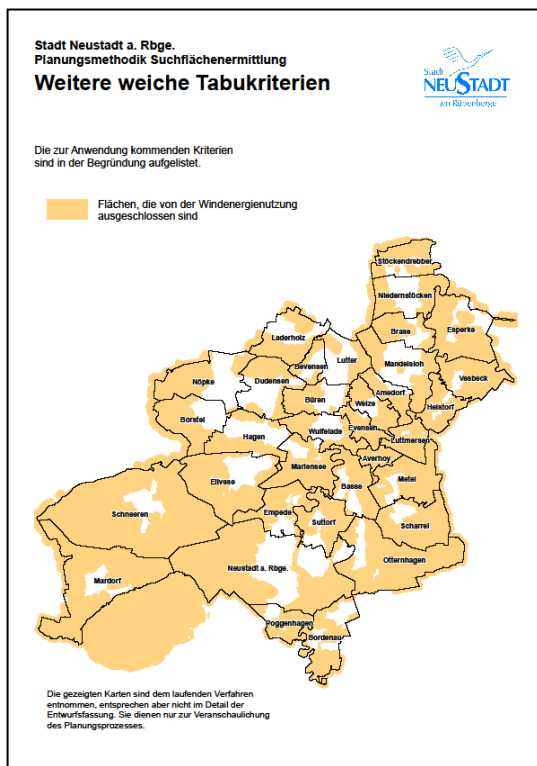 Stadt Neustadt a. Rbge.
Planungsmethodik Suchflächenermittlung
Weitere weiche Tabukriterien
Stadt
NEUSTADT
am Rübenberge
Die zur Anwendung kommenden Kriterien
sind in der Begründung aufgelistet.
Flächen, die von der Windenergienutzung
ausgeschlossen sind
Stöckendrebber
Niedernstöcken
Brase
Esperke
Laderholz
Lutter
Mandelsloh
Bevensen
Vesbeck
Nöpke
Dudensen
Amedorf
Büren
Welze
Helstorf
Borstel
Wulfelade
Evensen
Hagen
Luttmersen
Averhoy
Mariensee
Metel
Eilvese
Basse
Schneeren
Empede
Suttorf
Scharrel
Otternhagen
Neustadt a. Rbge.
Mardorf
Poggenhagen
Bordenau
Die gezeigten Karten sind dem laufenden Verfahren
entnommen, entsprechen aber nicht im Detail der
Entwurfsfassung. Sie dienen nur zur Veranschaulichung
des Planungsprozesses.